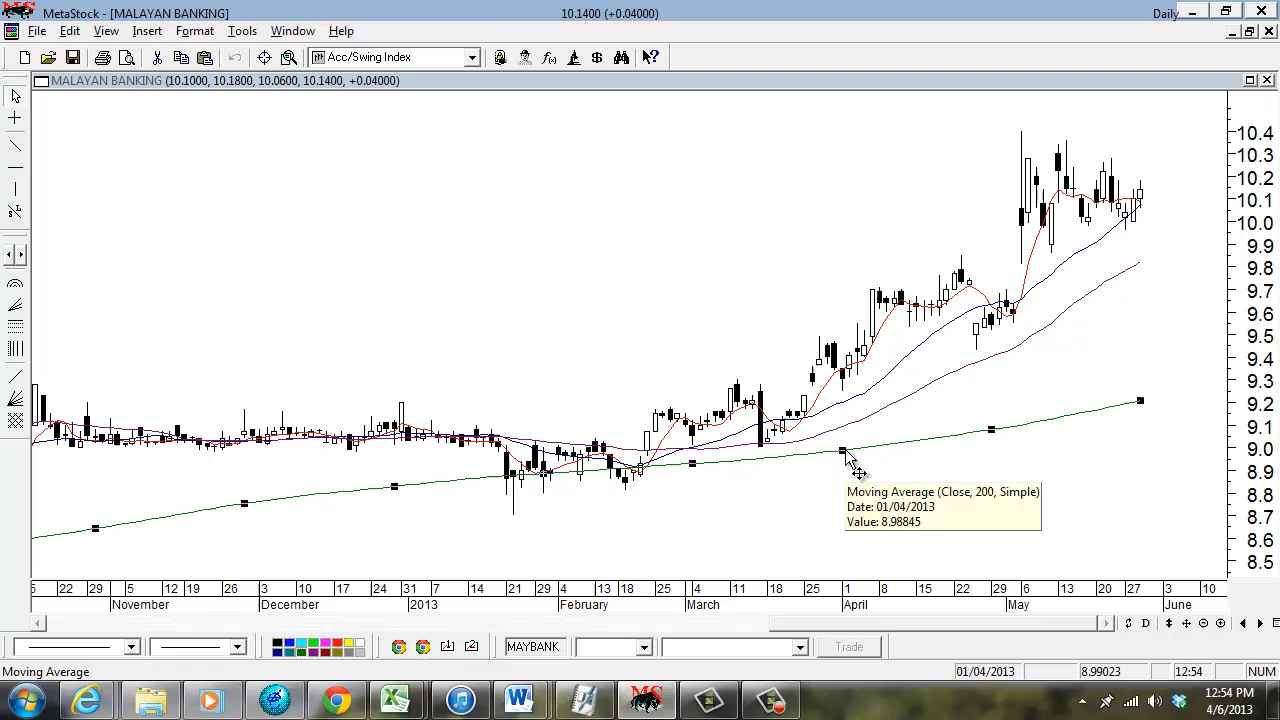 MS
MetaStock - [MALAYAN BANKING]
10.1400 (+0.04000)
Daily
File Edit View Insert Format Tools Window Help
Acc/Swing Index
f(x) $ ?
MALAYAN BANKING (10.1000, 10.1800, 10.0600, 10.1400, +0.04000)
10.4
10.3
10.2
10.1
10.0
9.9
9.8
9.7
9.6
9.5
9.4
9.3
9.2
9.1
9.0
8.9
8.8
8.7
8.6
8.5
Moving Average (Close, 200, Simple)
Date: 01/04/2013
Value: 8.98845
5 22 29 5 12 19 26 3 10 17 24 31 7 14 21 28 4 13 18 25 4 11 18 25 1 8 15 22 29 6 13 20 27 3 10
November December 2013 February March April May June
D
MAYBANK
Trade
Moving Average
01/04/2013 8.99023 12:54 NUM
MS
12:54 PM
4/6/2013